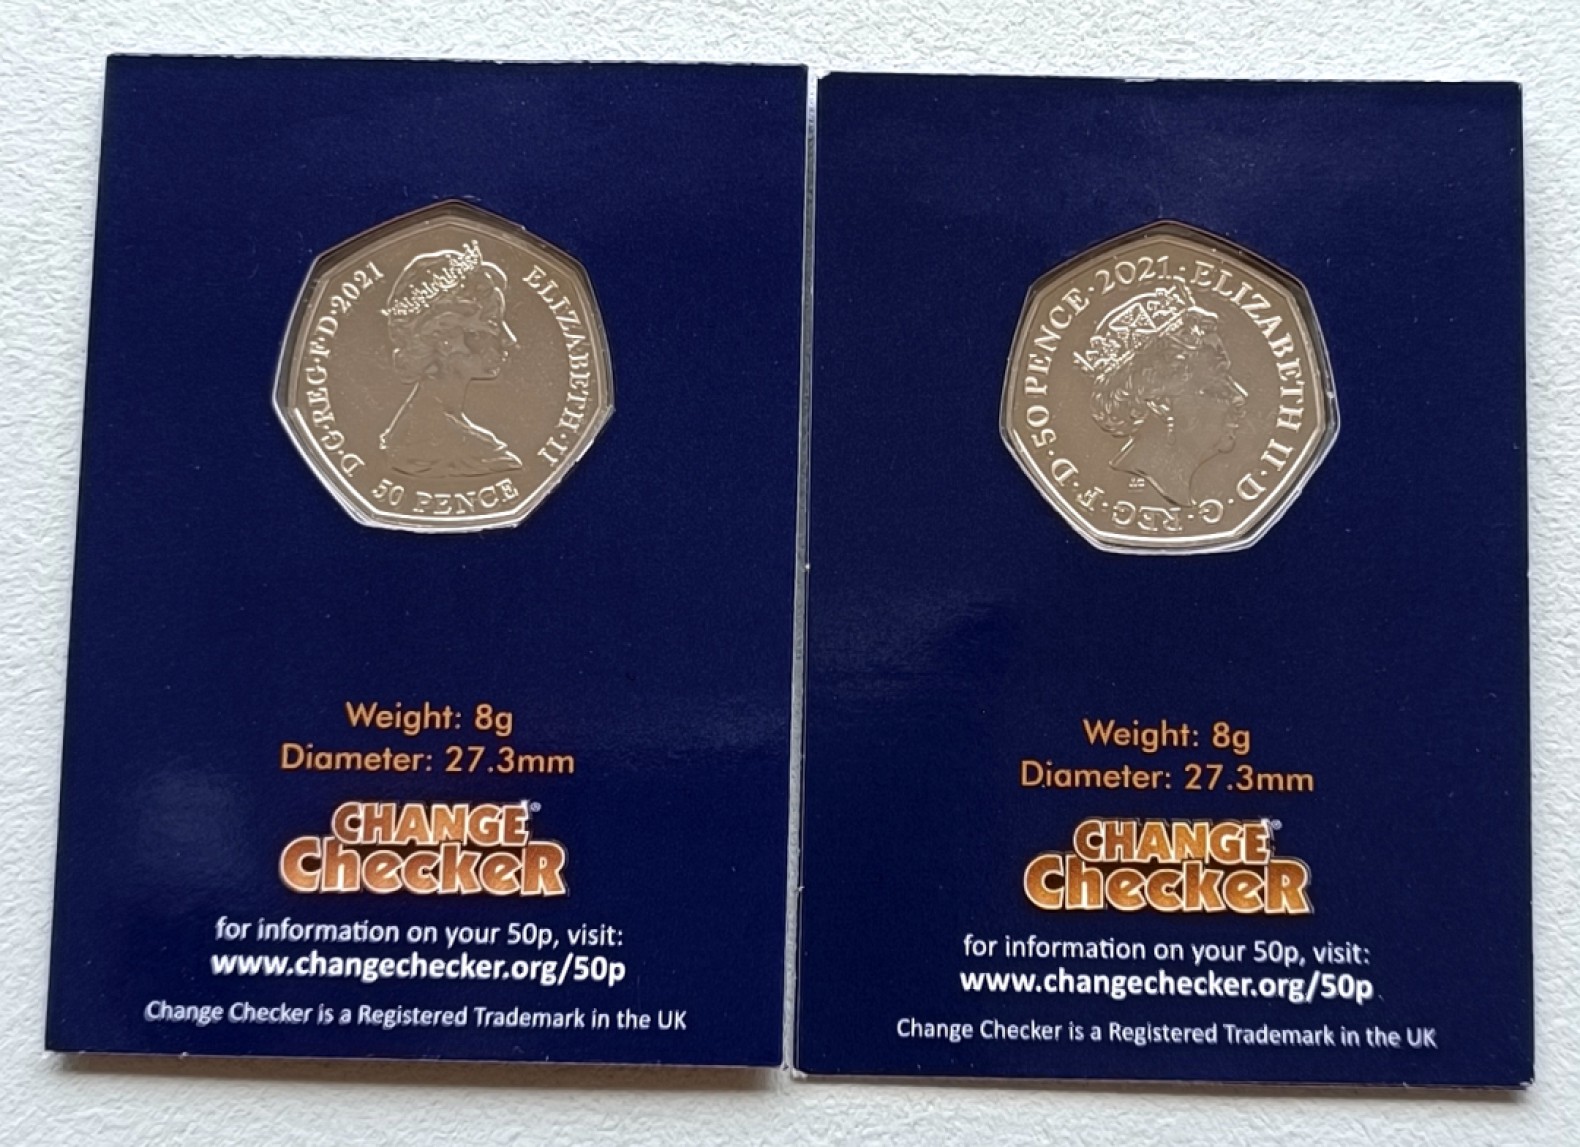 D·G·REG·F·D·2021
ELIZABETH·II
50 PENCE
Weight: 8g
Diameter: 27.3mm
CHANGE®
CheckeR
for information on your 50p, visit:
www.changechecker.org/50p
Change Checker is a Registered Trademark in the UK
ELIZABETH II·D·G·REG·F·D·50 PENCE·2021·
Weight: 8g
Diameter: 27.3mm
CHANGE®
CheckeR
for information on your 50p, visit:
www.changechecker.org/50p
Change Checker is a Registered Trademark in the UK